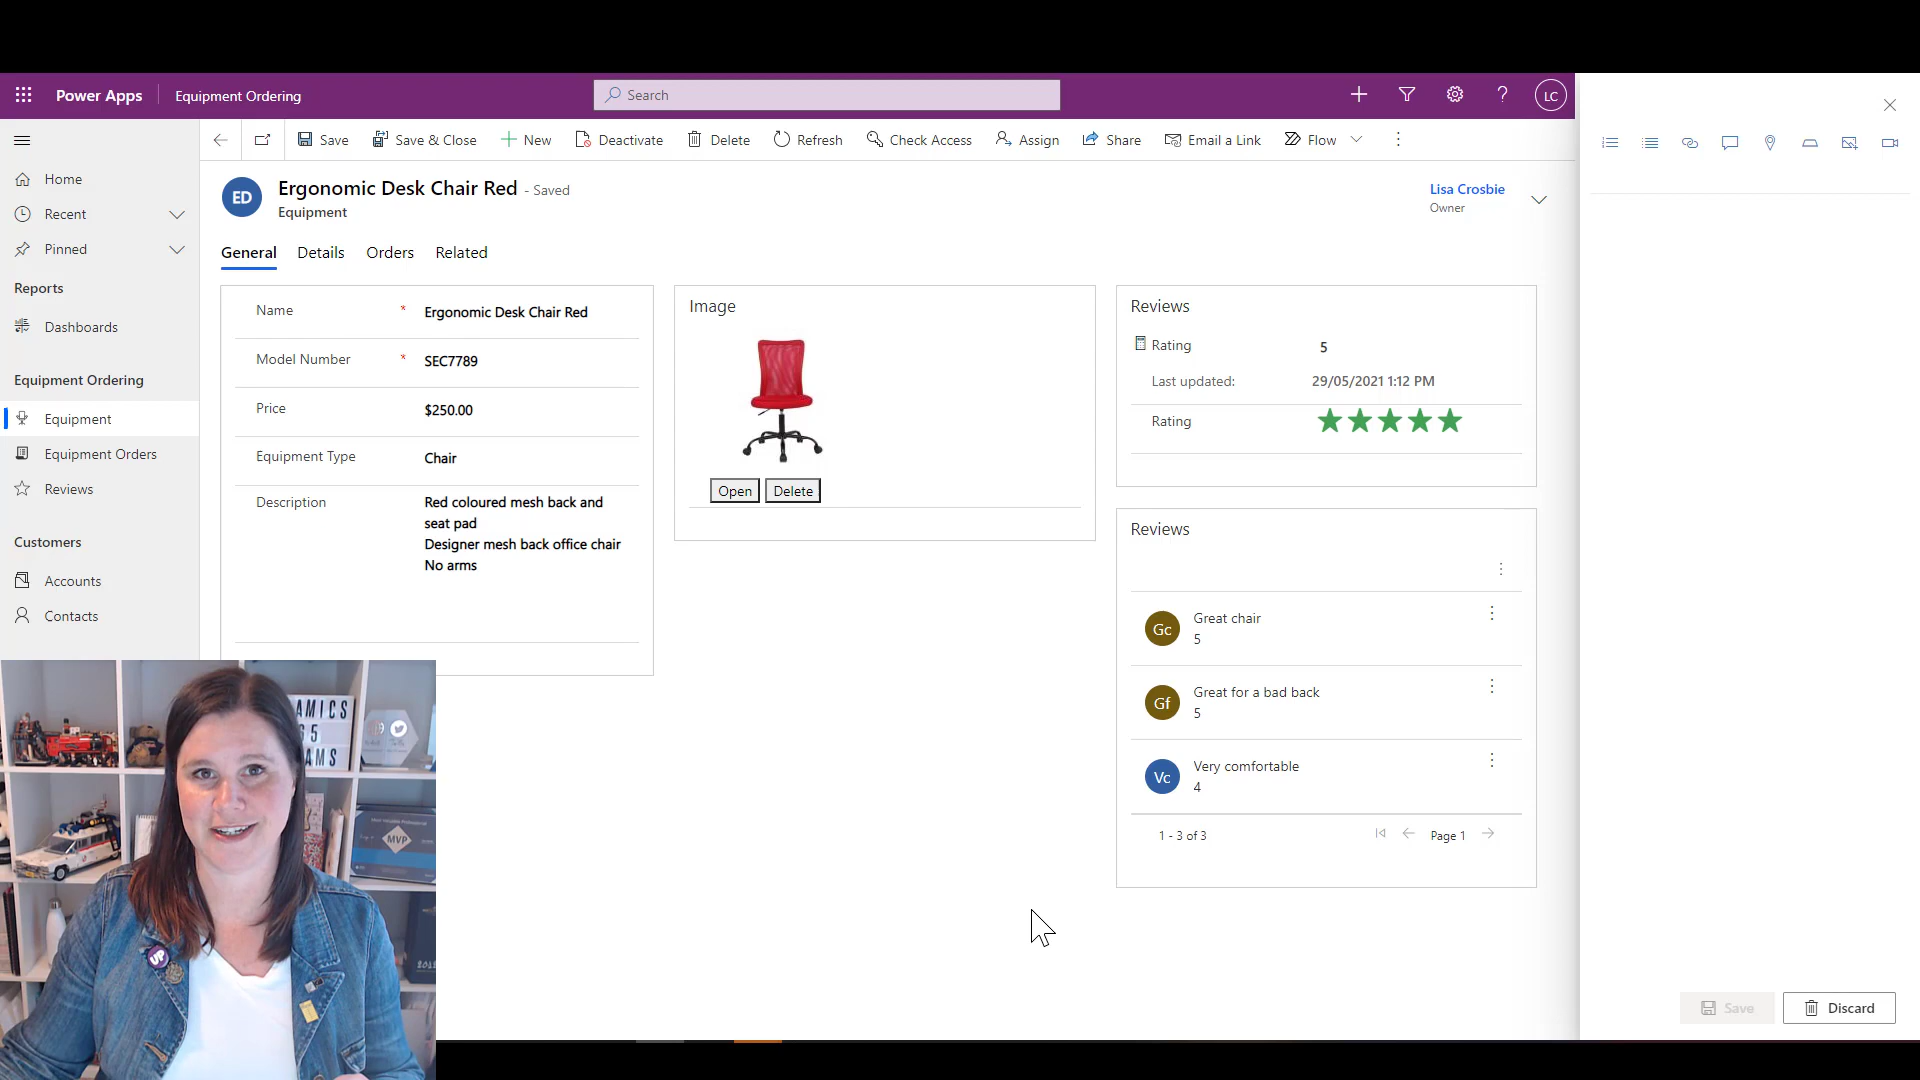 Power Apps
Equipment Ordering
Search
LC
Save
Save & Close
New
Deactivate
Delete
Refresh
Check Access
Assign
Share
Email a Link
Flow
Home
Recent
Pinned
Reports
Dashboards
Equipment Ordering
Equipment
Equipment Orders
Reviews
Customers
Accounts
Contacts
ED
Ergonomic Desk Chair Red - Saved
Equipment
Lisa Crosbie
Owner
General
Details
Orders
Related
Name * Ergonomic Desk Chair Red
Model Number * SEC7789
Price $250.00
Equipment Type Chair
Description Red coloured mesh back and
seat pad
Designer mesh back office chair
No arms
Image
Open
Delete
Reviews
Rating 5
Last updated: 29/05/2021 1:12 PM
Rating
Reviews
Gc Great chair
5
Gf Great for a bad back
5
Vc Very comfortable
4
1 - 3 of 3
Page 1
Save
Discard
AMICS
65
AMS
MVP
UP